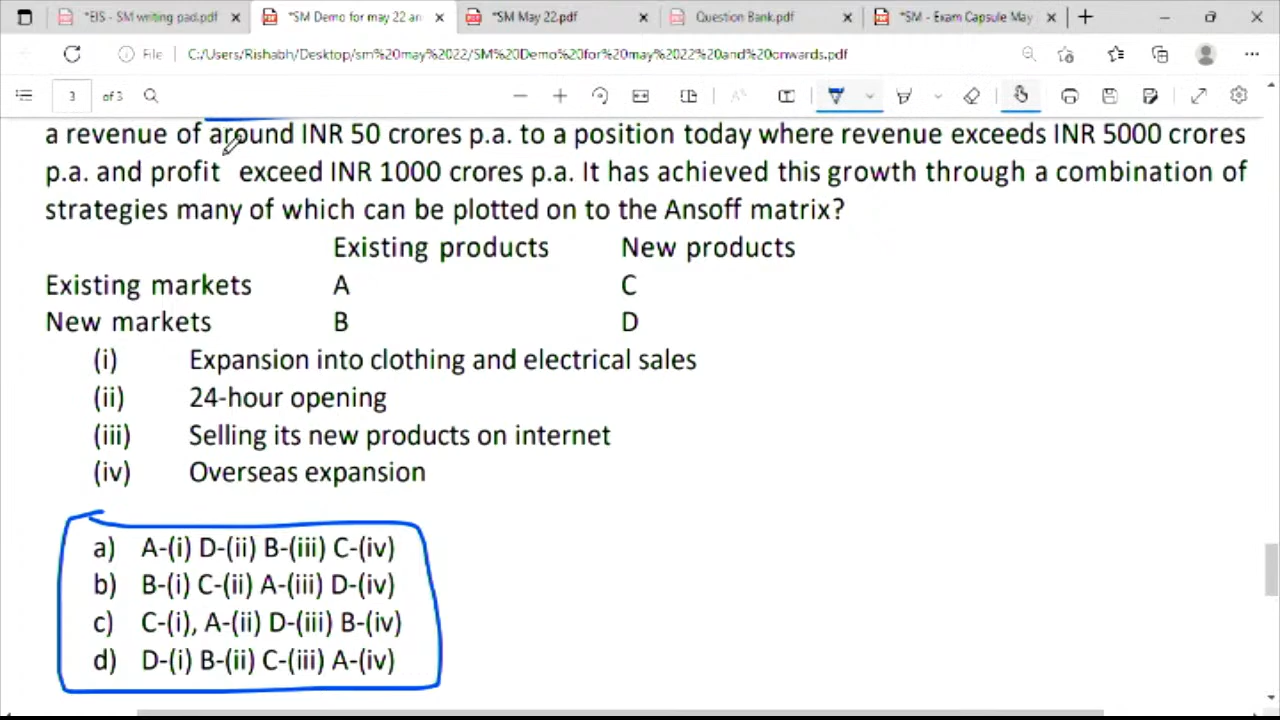 *EIS - SM writing pad.pdf
*SM Demo for may 22 an
*SM May 22.pdf
Question Bank.pdf
*SM - Exam Capsule May
File C:/Users/Rishabh/Desktop/sm%20may%2022/SM%20Demo%20for%20may%2022%20and%20onwards.pdf
3 of 3
a revenue of around INR 50 crores p.a. to a position today where revenue exceeds INR 5000 crores
p.a. and profit exceed INR 1000 crores p.a. It has achieved this growth through a combination of
strategies many of which can be plotted on to the Ansoff matrix?
Existing products New products
Existing markets A C
New markets B D
(i) Expansion into clothing and electrical sales
(ii) 24-hour opening
(iii) Selling its new products on internet
(iv) Overseas expansion
a) A-(i) D-(ii) B-(iii) C-(iv)
b) B-(i) C-(ii) A-(iii) D-(iv)
c) C-(i), A-(ii) D-(iii) B-(iv)
d) D-(i) B-(ii) C-(iii) A-(iv)